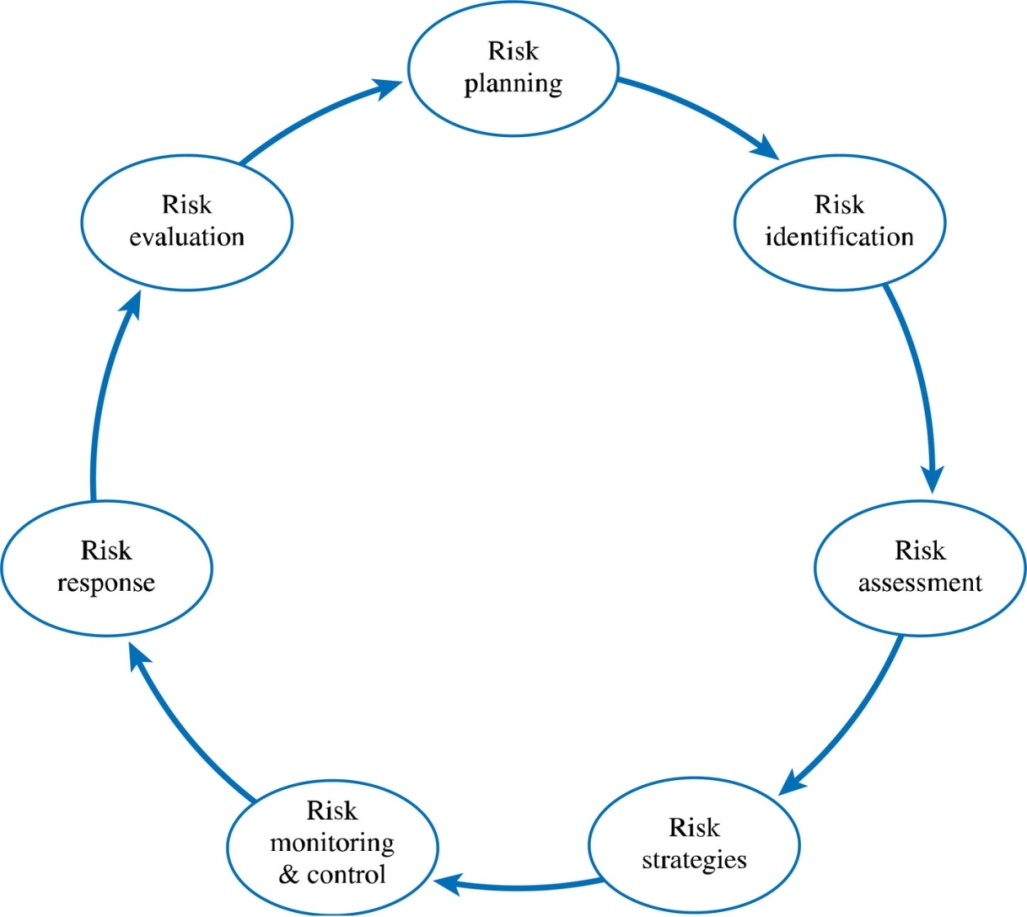 Risk
planning
Risk
identification
Risk
assessment
Risk
strategies
Risk
monitoring
& control
Risk
response
Risk
evaluation